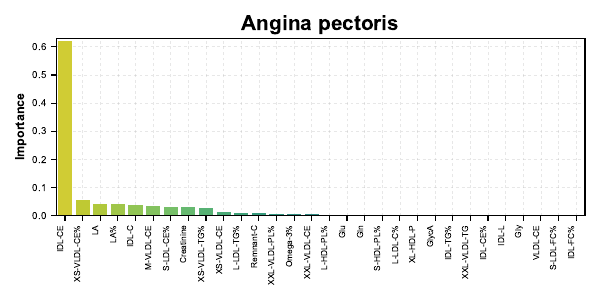 Angina pectoris
Importance
0.6
0.5
0.4
0.3
0.2
0.1
0.0
IDL-CE
XS-VLDL-CE%
LA
LA%
IDL-C
M-VLDL-CE
S-LDL-CE%
Creatinine
XS-VLDL-TG%
XS-VLDL-CE
L-LDL-TG%
Remnant-C
XXL-VLDL-PL%
Omega-3%
XXL-VLDL-CE
L-HDL-PL%
Glu
Gln
S-HDL-PL%
L-LDL-C%
XL-HDL-P
GlycA
IDL-TG%
XXL-VLDL-TG
IDL-CE%
IDL-L
Gly
VLDL-CE
S-LDL-FC%
IDL-FC%